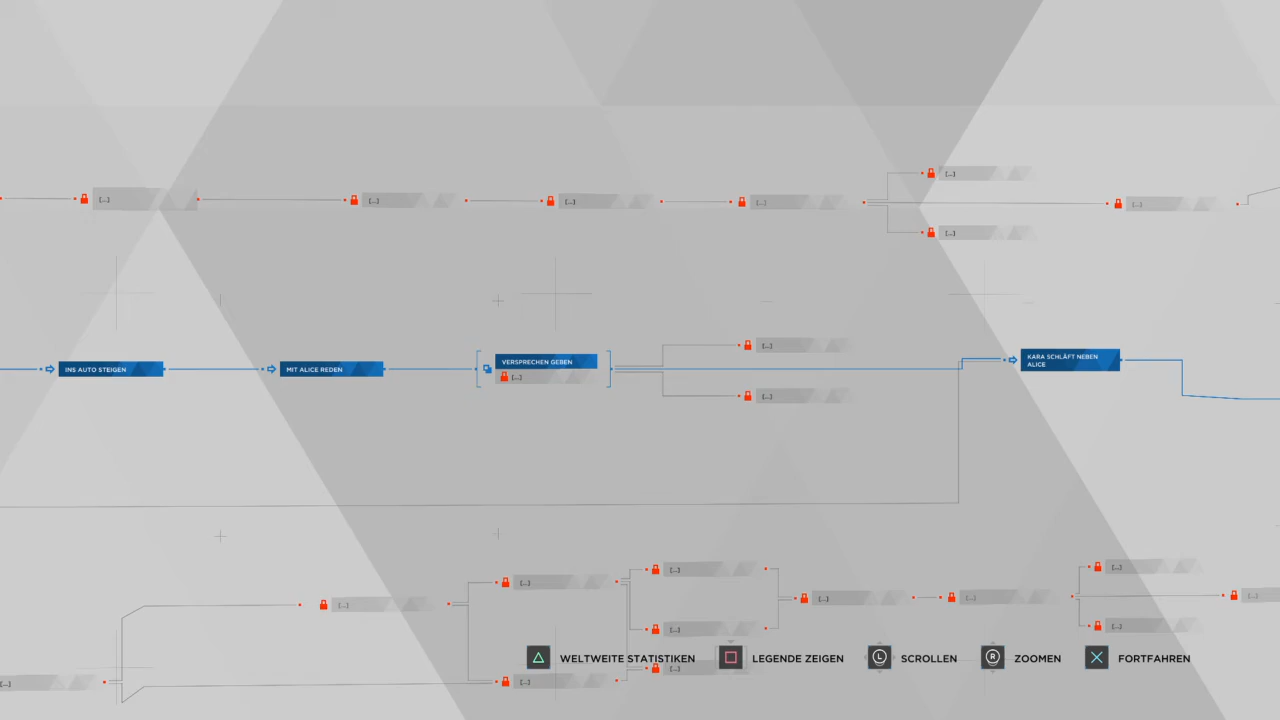 [...]
[...]
[...]
[...]
[...]
[...]
[...]
INS AUTO STEIGEN
MIT ALICE REDEN
VERSPRECHEN GEBEN
[...]
[...]
[...]
KARA SCHLÄFT NEBEN
ALICE
[...]
[...]
[...]
[...]
[...]
[...]
[...]
[...]
[...]
[...]
[...]
[...]
WELTWEITE STATISTIKEN
LEGENDE ZEIGEN
L
SCROLLEN
R
ZOOMEN
FORTFAHREN